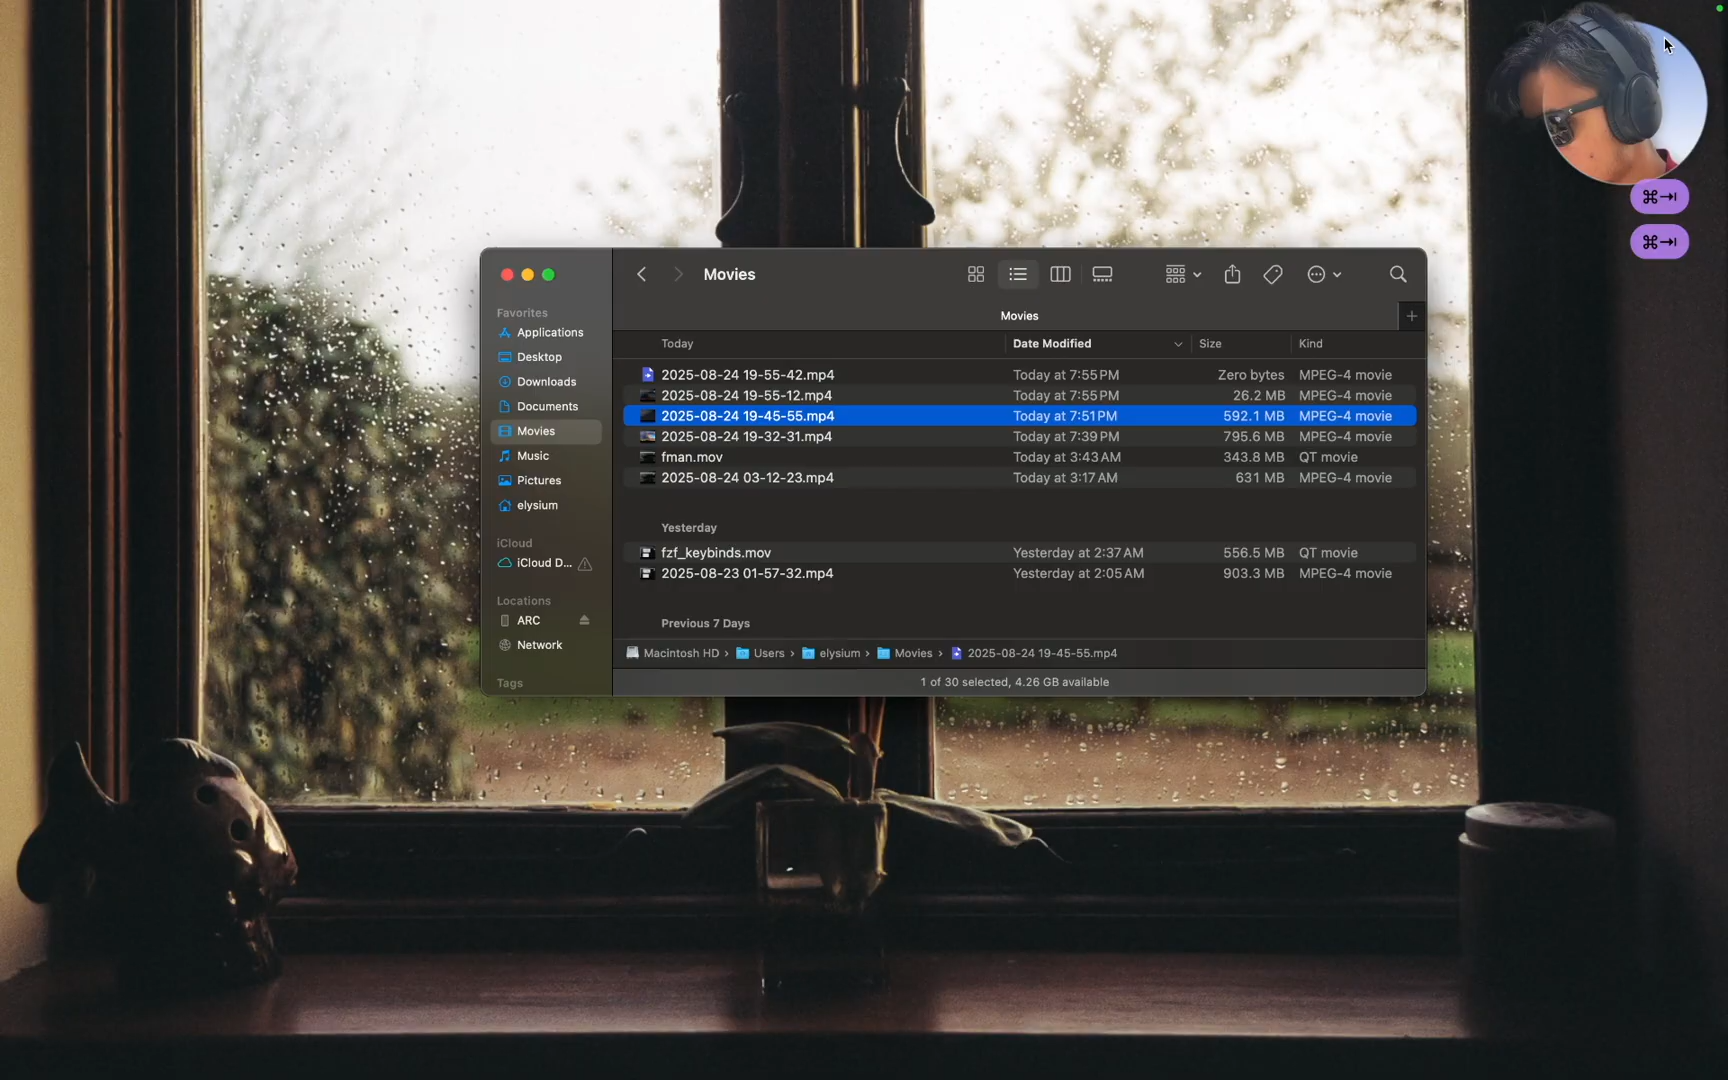 ⌘⇥
⌘⇥
Movies
Favorites
Applications
Desktop
Downloads
Documents
Movies
Music
Pictures
elysium
iCloud
iCloud D...
Locations
ARC
Network
Tags
Movies
+
Today Date Modified Size Kind
2025-08-24 19-55-42.mp4 Today at 7:55 PM Zero bytes MPEG-4 movie
2025-08-24 19-55-12.mp4 Today at 7:55 PM 26.2 MB MPEG-4 movie
2025-08-24 19-45-55.mp4 Today at 7:51 PM 592.1 MB MPEG-4 movie
2025-08-24 19-32-31.mp4 Today at 7:39 PM 795.6 MB MPEG-4 movie
fman.mov Today at 3:43 AM 343.8 MB QT movie
2025-08-24 03-12-23.mp4 Today at 3:17 AM 631 MB MPEG-4 movie
Yesterday
fzf_keybinds.mov Yesterday at 2:37 AM 556.5 MB QT movie
2025-08-23 01-57-32.mp4 Yesterday at 2:05 AM 903.3 MB MPEG-4 movie
Previous 7 Days
Macintosh HD › Users › elysium › Movies › 2025-08-24 19-45-55.mp4
1 of 30 selected, 4.26 GB available